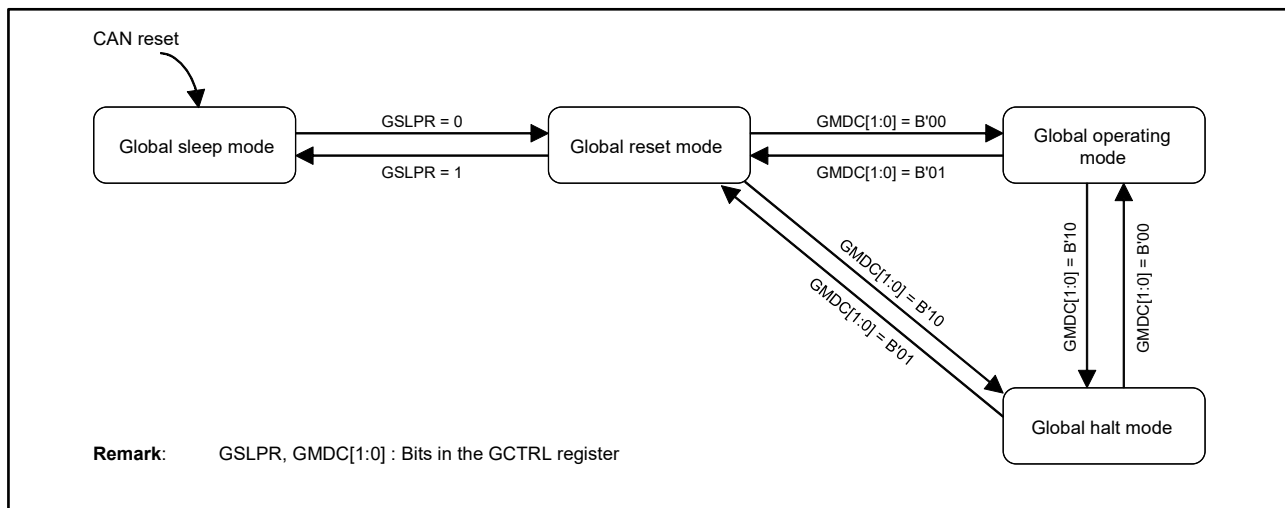 CAN reset
Global sleep mode
GSLPR = 0
GSLPR = 1
Global reset mode
GMDC[1:0] = B'00
GMDC[1:0] = B'01
Global operating
mode
GMDC[1:0] = B'10
GMDC[1:0] = B'01
GMDC[1:0] = B'10
GMDC[1:0] = B'00
Global halt mode
Remark: GSLPR, GMDC[1:0] : Bits in the GCTRL register